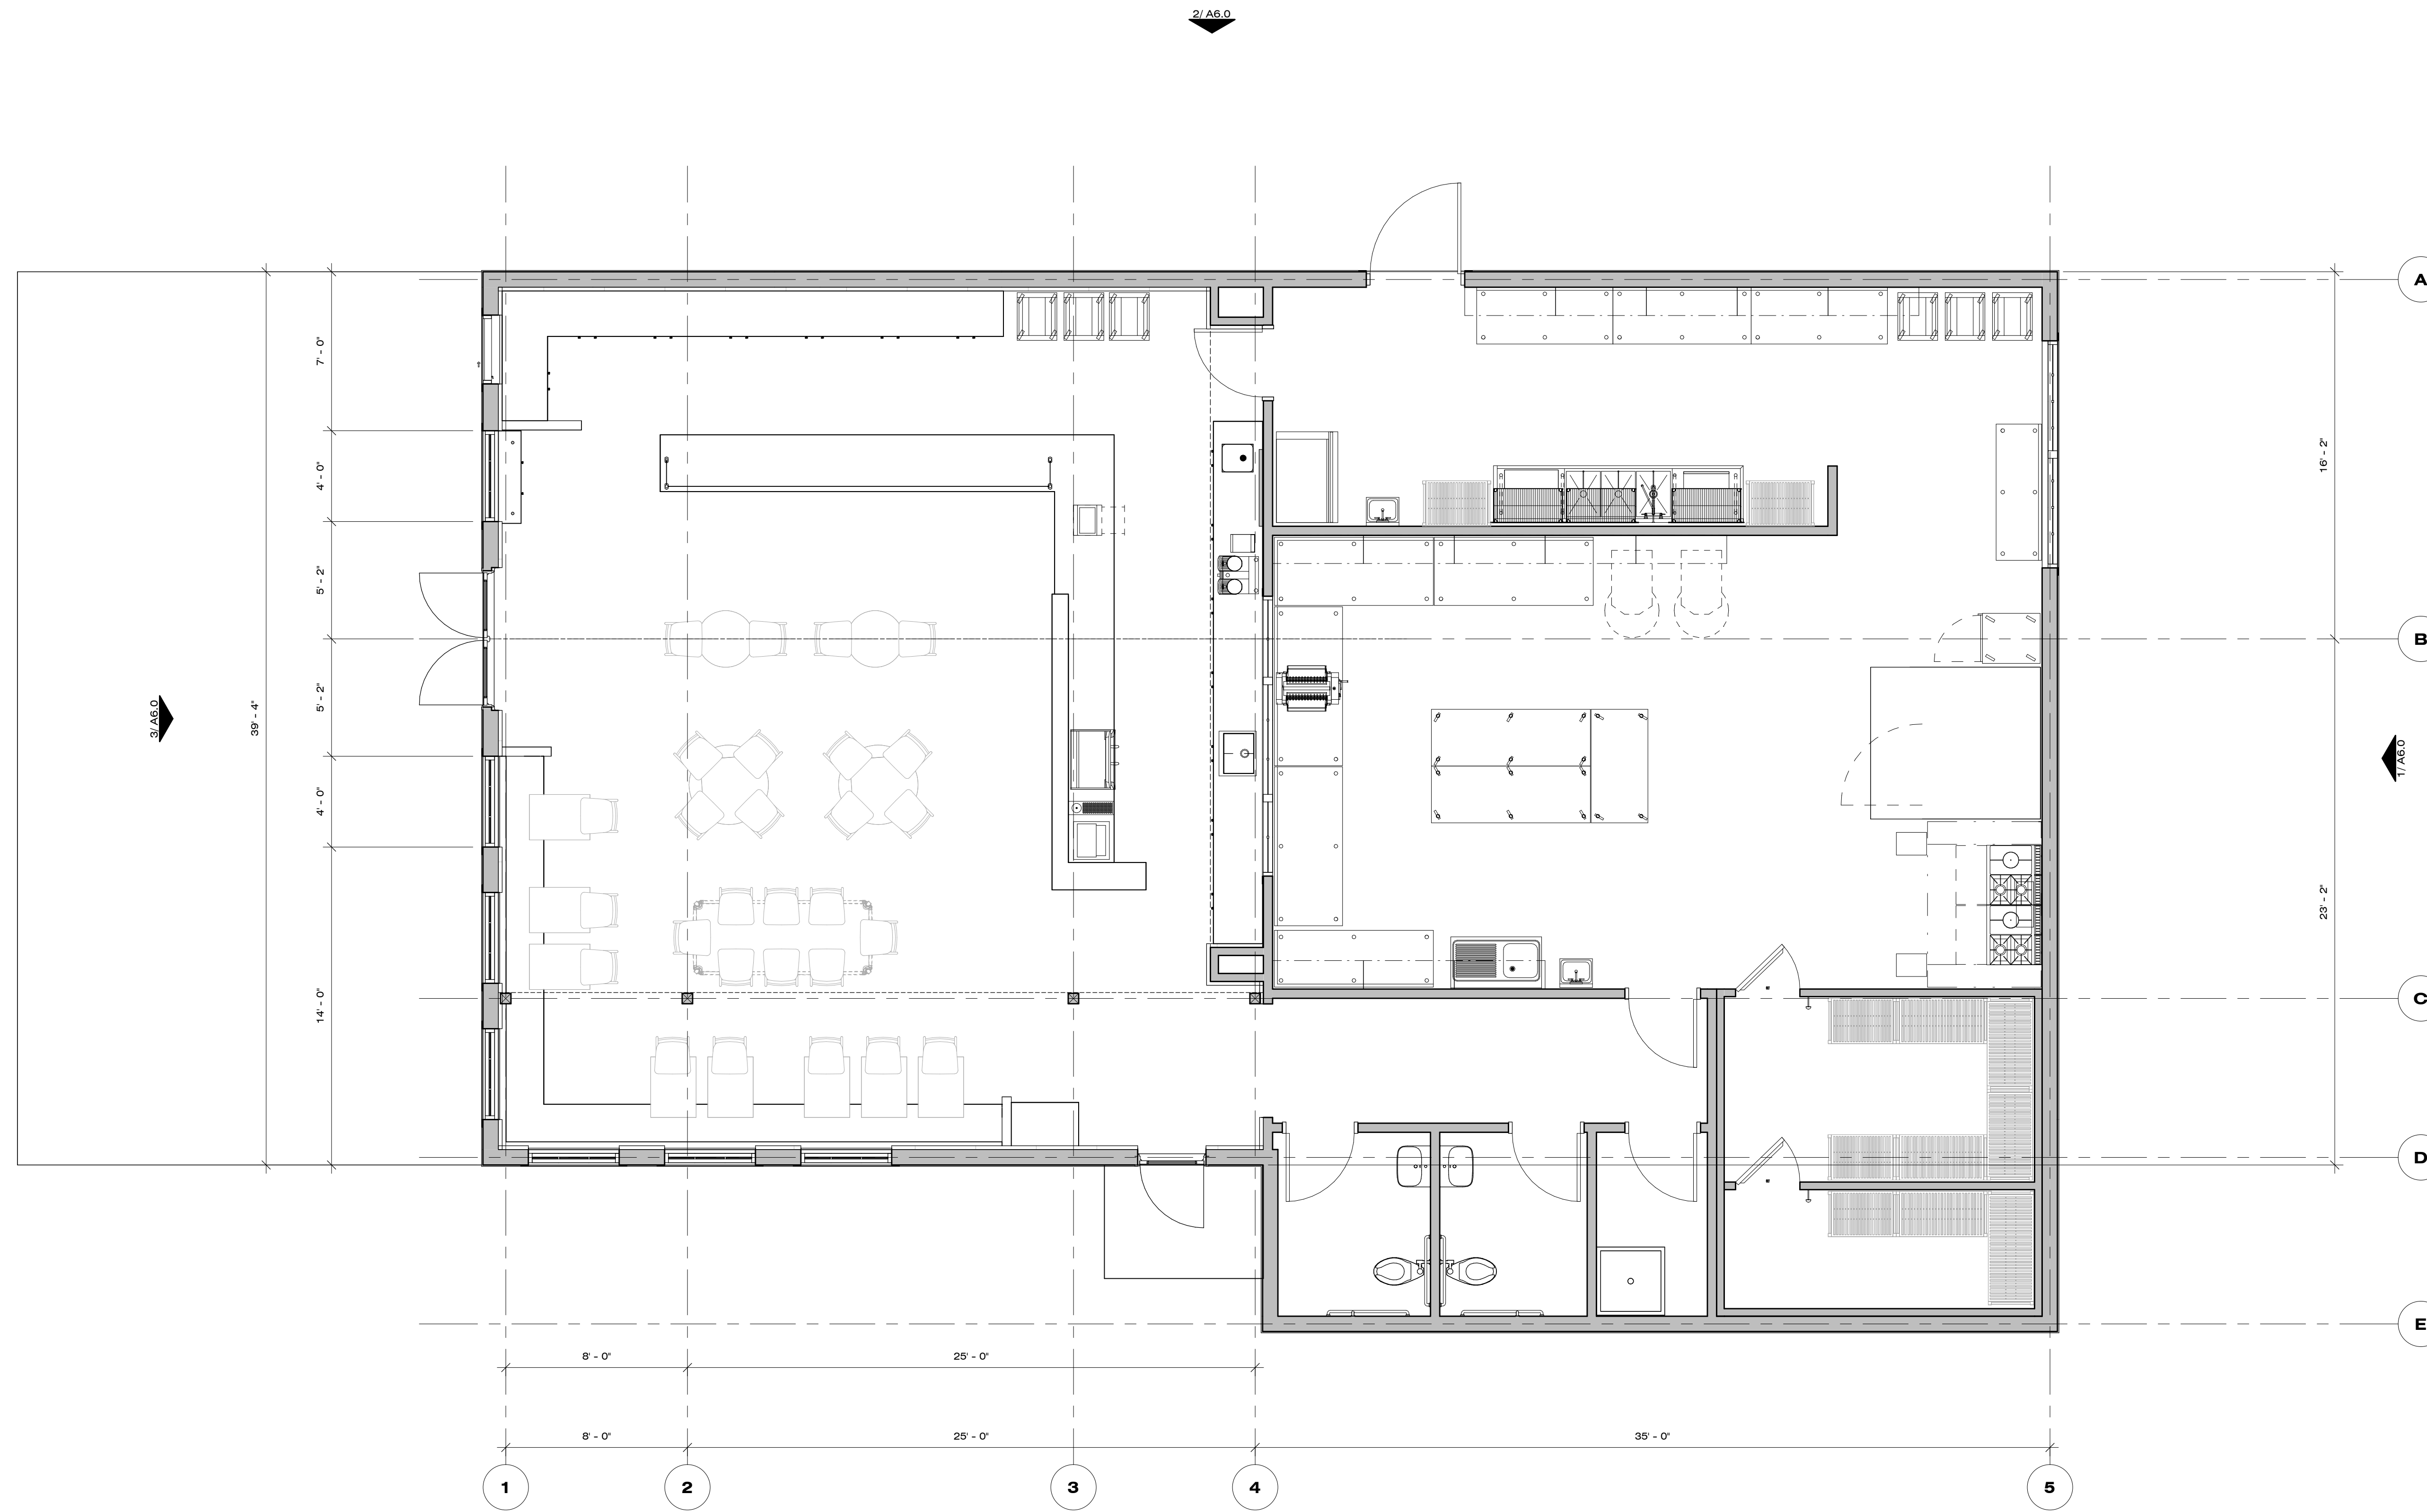 2/ A6.0
A
7' - 0"
4' - 0"
16' - 2"
5' - 2"
B
5' - 2"
3/ A6.0
39' - 4"
1/ A6.0
4' - 0"
23' - 2"
14' - 0"
C
D
E
8' - 0"
25' - 0"
8' - 0"
25' - 0"
35' - 0"
1
2
3
4
5